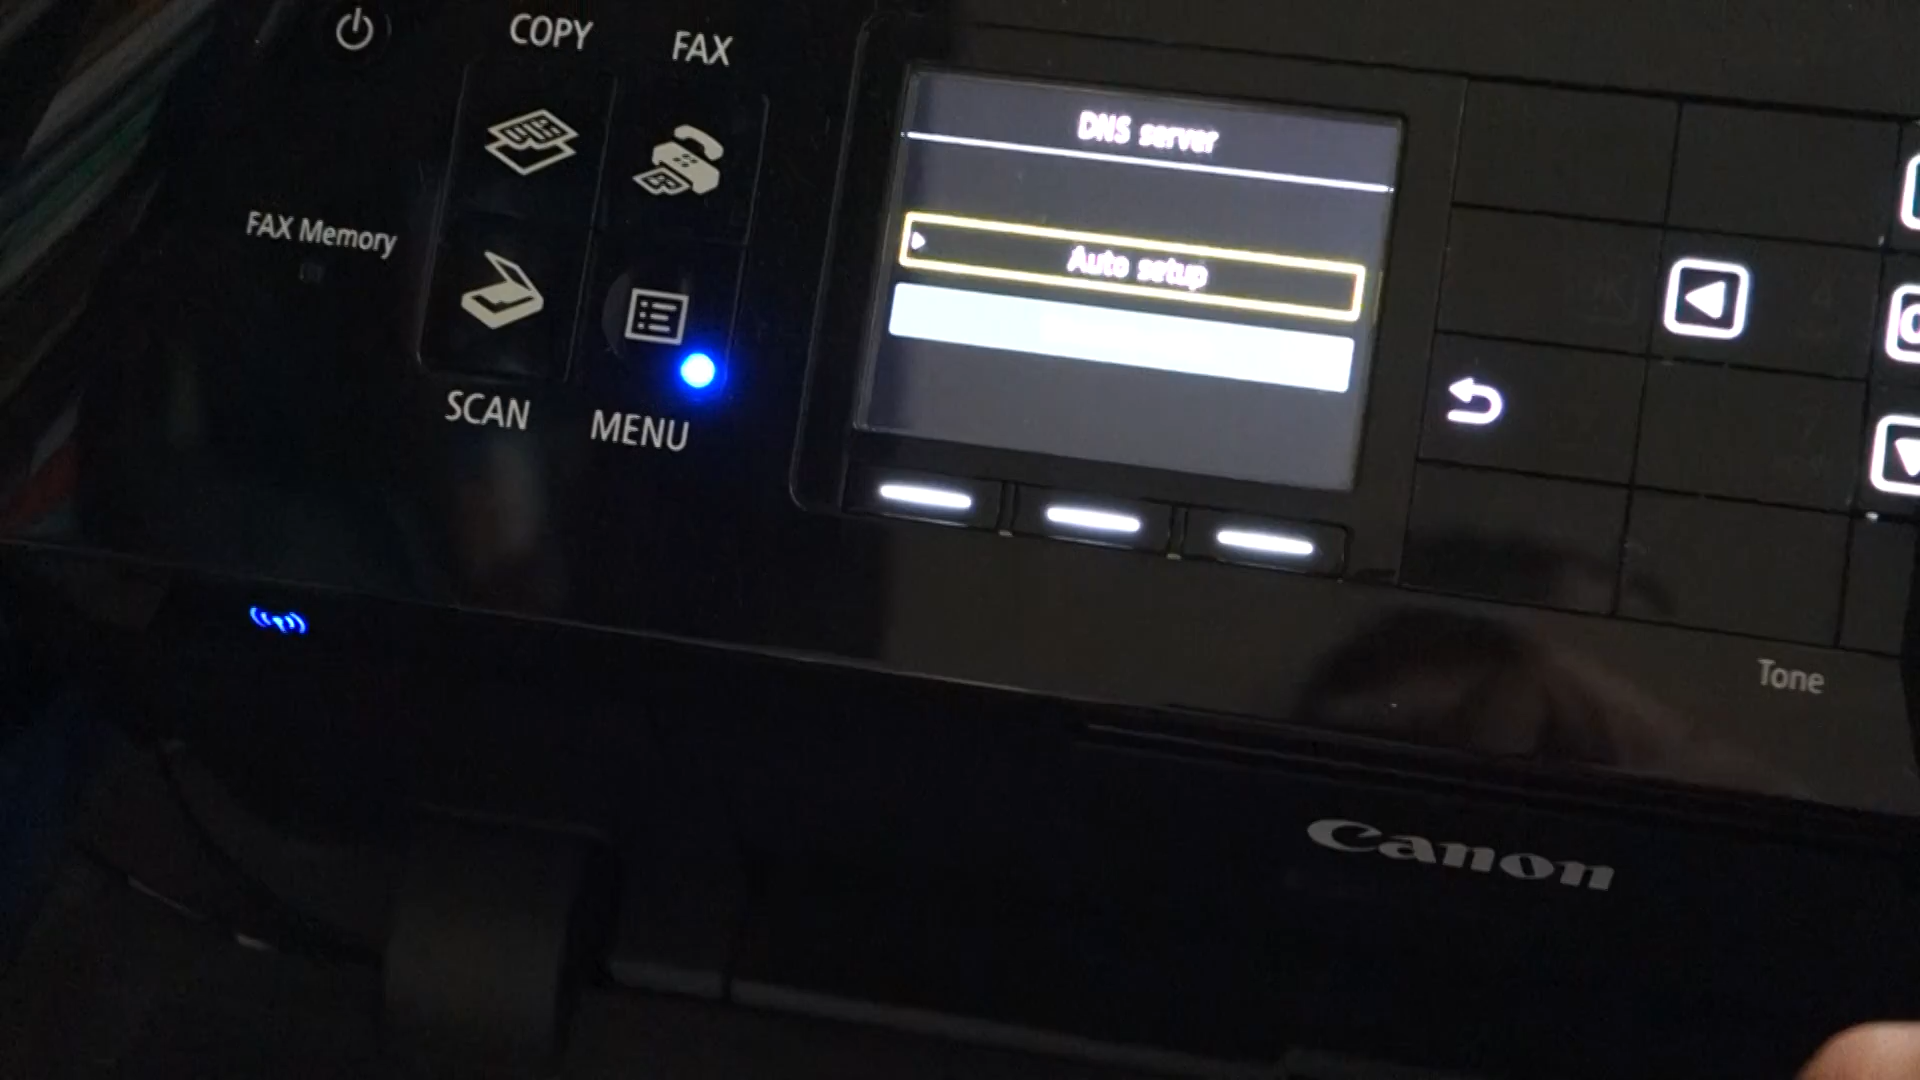 COPY
FAX
DNS server
Auto setup
FAX Memory
SCAN
MENU
Tone
Canon